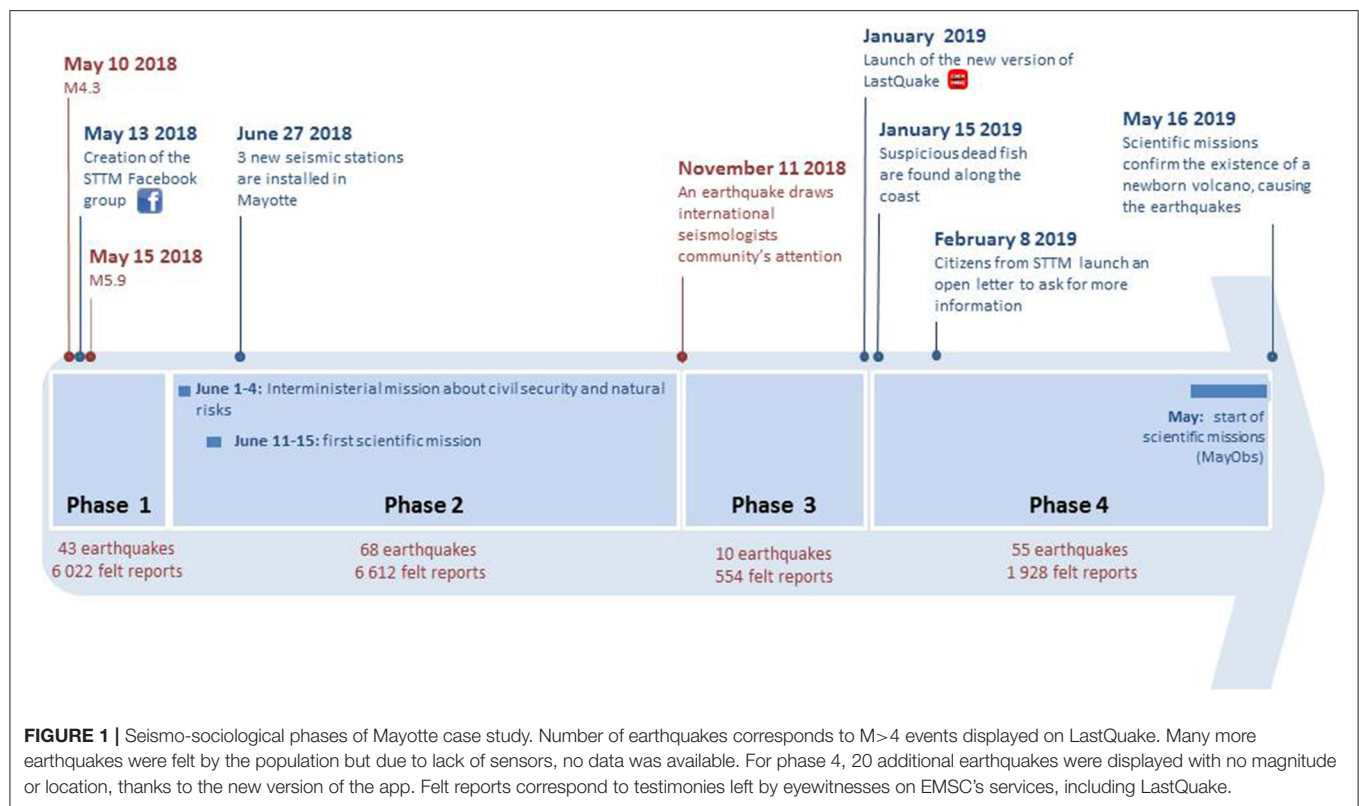 May 10 2018
M4.3
May 13 2018
Creation of the
STTM Facebook
group
May 15 2018
M5.9
June 27 2018
3 new seismic stations
are installed in
Mayotte
November 11 2018
An earthquake draws
international
seismologists
community's attention
January 2019
Launch of the new version of
LastQuake
January 15 2019
Suspicious dead fish
are found along the
coast
February 8 2019
Citizens from STTM launch an
open letter to ask for more
information
May 16 2019
Scientific missions
confirm the existence of a
newborn volcano, causing
the earthquakes
June 1-4: Interministerial mission about civil security and natural
risks
June 11-15: first scientific mission
May: start of
scientific missions
(MayObs)
Phase 1
Phase 2
Phase 3
Phase 4
43 earthquakes
6 022 felt reports
68 earthquakes
6 612 felt reports
10 earthquakes
554 felt reports
55 earthquakes
1 928 felt reports
FIGURE 1 | Seismo-sociological phases of Mayotte case study. Number of earthquakes corresponds to M>4 events displayed on LastQuake. Many more
earthquakes were felt by the population but due to lack of sensors, no data was available. For phase 4, 20 additional earthquakes were displayed with no magnitude
or location, thanks to the new version of the app. Felt reports correspond to testimonies left by eyewitnesses on EMSC's services, including LastQuake.